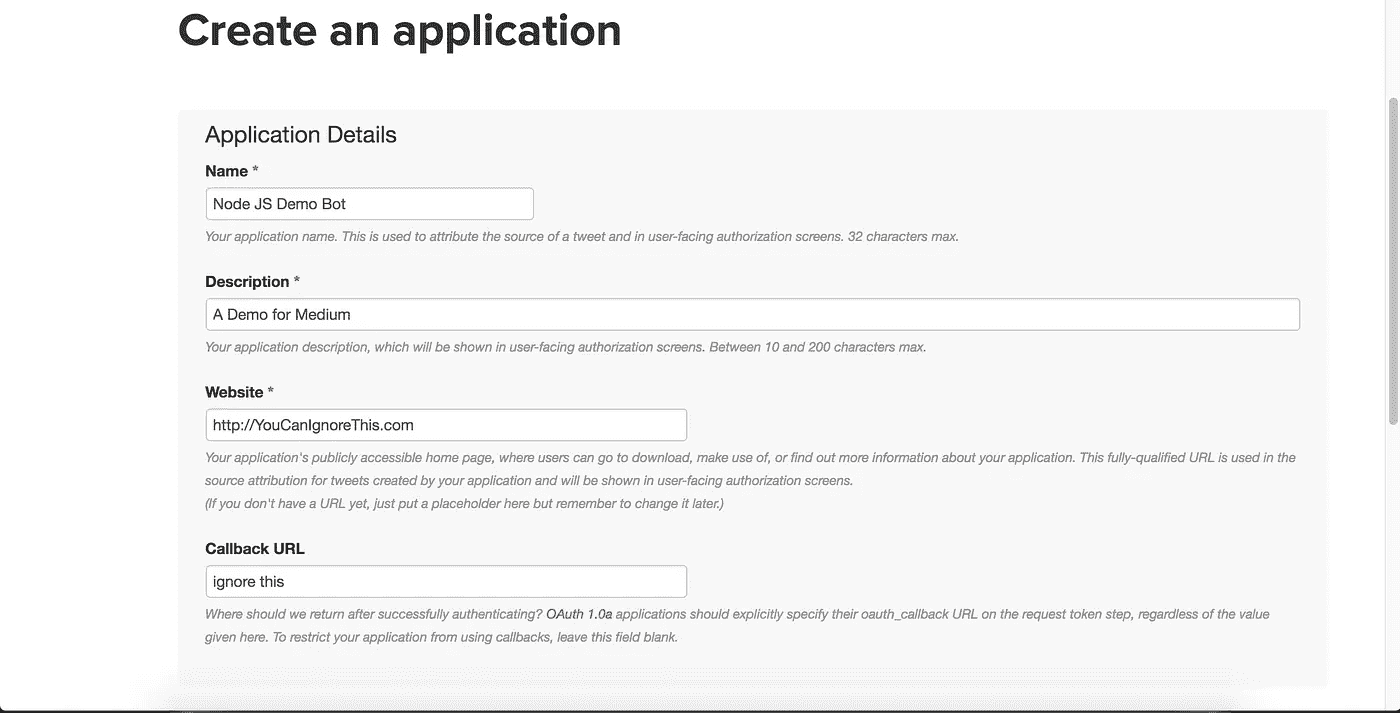 Create an application
Application Details
Name *
Node JS Demo Bot
Your application name. This is used to attribute the source of a tweet and in user-facing authorization screens. 32 characters max.
Description *
A Demo for Medium
Your application description, which will be shown in user-facing authorization screens. Between 10 and 200 characters max.
Website *
http://YouCanIgnoreThis.com
Your application's publicly accessible home page, where users can go to download, make use of, or find out more information about your application. This fully-qualified URL is used in the
source attribution for tweets created by your application and will be shown in user-facing authorization screens.
(If you don't have a URL yet, just put a placeholder here but remember to change it later.)
Callback URL
ignore this
Where should we return after successfully authenticating? OAuth 1.0a applications should explicitly specify their oauth_callback URL on the request token step, regardless of the value
given here. To restrict your application from using callbacks, leave this field blank.